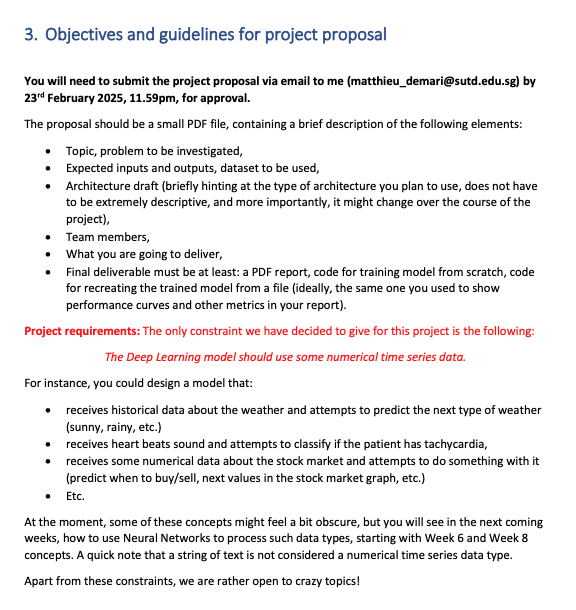 3. Objectives and guidelines for project proposal
You will need to submit the project proposal via email to me (matthieu_demari@sutd.edu.sg) by
23rd February 2025, 11.59pm, for approval.
The proposal should be a small PDF file, containing a brief description of the following elements:
• Topic, problem to be investigated,
• Expected inputs and outputs, dataset to be used,
• Architecture draft (briefly hinting at the type of architecture you plan to use, does not have
to be extremely descriptive, and more importantly, it might change over the course of the
project),
• Team members,
• What you are going to deliver,
• Final deliverable must be at least: a PDF report, code for training model from scratch, code
for recreating the trained model from a file (ideally, the same one you used to show
performance curves and other metrics in your report).
Project requirements: The only constraint we have decided to give for this project is the following:
The Deep Learning model should use some numerical time series data.
For instance, you could design a model that:
• receives historical data about the weather and attempts to predict the next type of weather
(sunny, rainy, etc.)
• receives heart beats sound and attempts to classify if the patient has tachycardia,
• receives some numerical data about the stock market and attempts to do something with it
(predict when to buy/sell, next values in the stock market graph, etc.)
• Etc.
At the moment, some of these concepts might feel a bit obscure, but you will see in the next coming
weeks, how to use Neural Networks to process such data types, starting with Week 6 and Week 8
concepts. A quick note that a string of text is not considered a numerical time series data type.
Apart from these constraints, we are rather open to crazy topics!